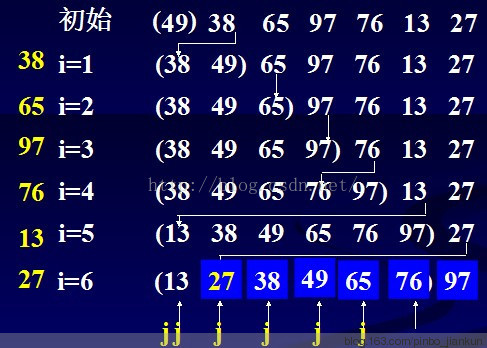 初始 (49) 38 65 97 76 13 27
38 i=1 (38 49) 65 97 76 13 27
65 i=2 (38 49 65) 97 76 13 27
97 i=3 (38 49 65 97) 76 13 27
http://blog.csdn.net/
76 i=4 (38 49 65 76 97) 13 27
13 i=5 (13 38 49 65 76 97) 27
27 i=6 (13 27 38 49 65 76) 97
jj j j j j
blog.163.com/pinbo_jiankun